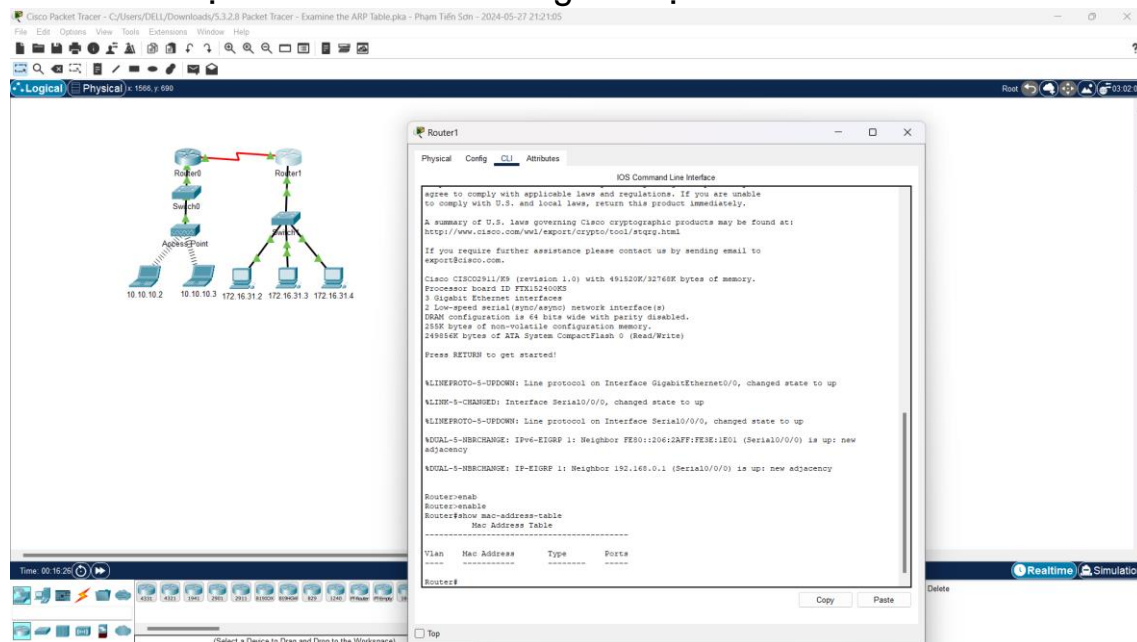 Cisco Packet Tracer - C:/Users/DELL/Downloads/5.3.2.8 Packet Tracer - Examine the ARP Table.pka - Phạm Tiến Sơn - 2024-05-27 21:21:05
File Edit Options View Tools Extensions Window Help
Logical Physical x: 1566, y: 690
Root
Router1
Physical Config CLI Attributes
IOS Command Line Interface
agree to comply with applicable laws and regulations. If you are unable
to comply with U.S. and local laws, return this product immediately.
A summary of U.S. laws governing Cisco cryptographic products may be found at:
http://www.cisco.com/wwl/export/crypto/tool/stqrg.html
If you require further assistance please contact us by sending email to
export@cisco.com.
Cisco CISCO2911/K9 (revision 1.0) with 491520K/32768K bytes of memory.
Processor board ID FTX152400KS
3 Gigabit Ethernet interfaces
2 Low-speed serial(sync/async) network interface(s)
DRAM configuration is 64 bits wide with parity disabled.
255K bytes of non-volatile configuration memory.
249856K bytes of ATA System CompactFlash 0 (Read/Write)
Press RETURN to get started!
%LINEPROTO-5-UPDOWN: Line protocol on Interface GigabitEthernet0/0, changed state to up
%LINK-5-CHANGED: Interface Serial0/0/0, changed state to up
%LINEPROTO-5-UPDOWN: Line protocol on Interface Serial0/0/0, changed state to up
%DUAL-5-NBRCHANGE: IPv6-EIGRP 1: Neighbor FE80::206:2AFF:FE3E:1E01 (Serial0/0/0) is up: new
adjacency
%DUAL-5-NBRCHANGE: IP-EIGRP 1: Neighbor 192.168.0.1 (Serial0/0/0) is up: new adjacency
Router>enab
Router>enable
Router#show mac-address-table
Mac Address Table
-------------------------------------------
Vlan Mac Address Type Ports
---- ----------- -------- -----
Router#
Copy Paste
Top
Router0 Router1
Switch0
Switch1
Access Point
10.10.10.2 10.10.10.3 172.16.31.2 172.16.31.3 172.16.31.4
Time: 00:16:26
Realtime Simulatio
Delete
4331 4321 1941 2901 2911 819IOX 819HGW 829 1240
(Select a Device to Drag and Drop to the Workspace)